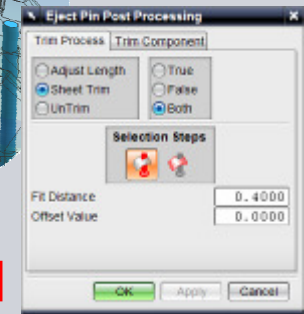 Eject Pin Post Processing
Trim Process Trim Component
Adjust Length True
Sheet Trim False
UnTrim Both
Selection Steps
Fit Distance 0.4000
Offset Value 0.0000
OK Apply Cancel